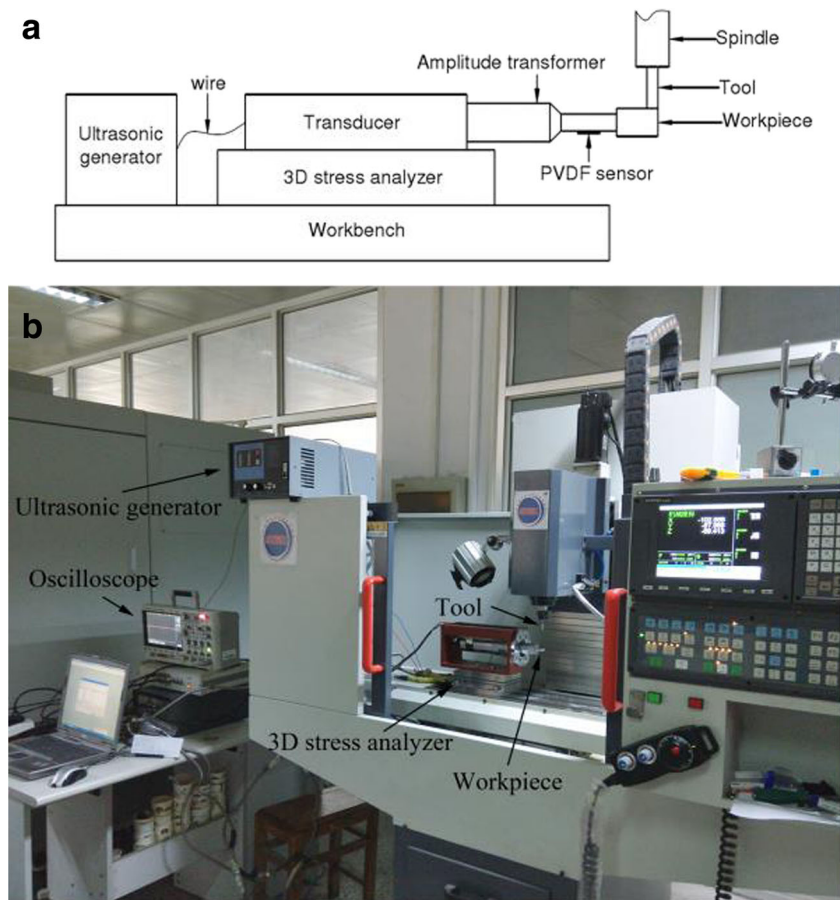 a
Spindle
Amplitude transformer
wire
Tool
Ultrasonic
generator
Transducer
Workpiece
3D stress analyzer
PVDF sensor
Workbench
b
Ultrasonic generator
Oscilloscope
Tool
3D stress analyzer
Workpiece